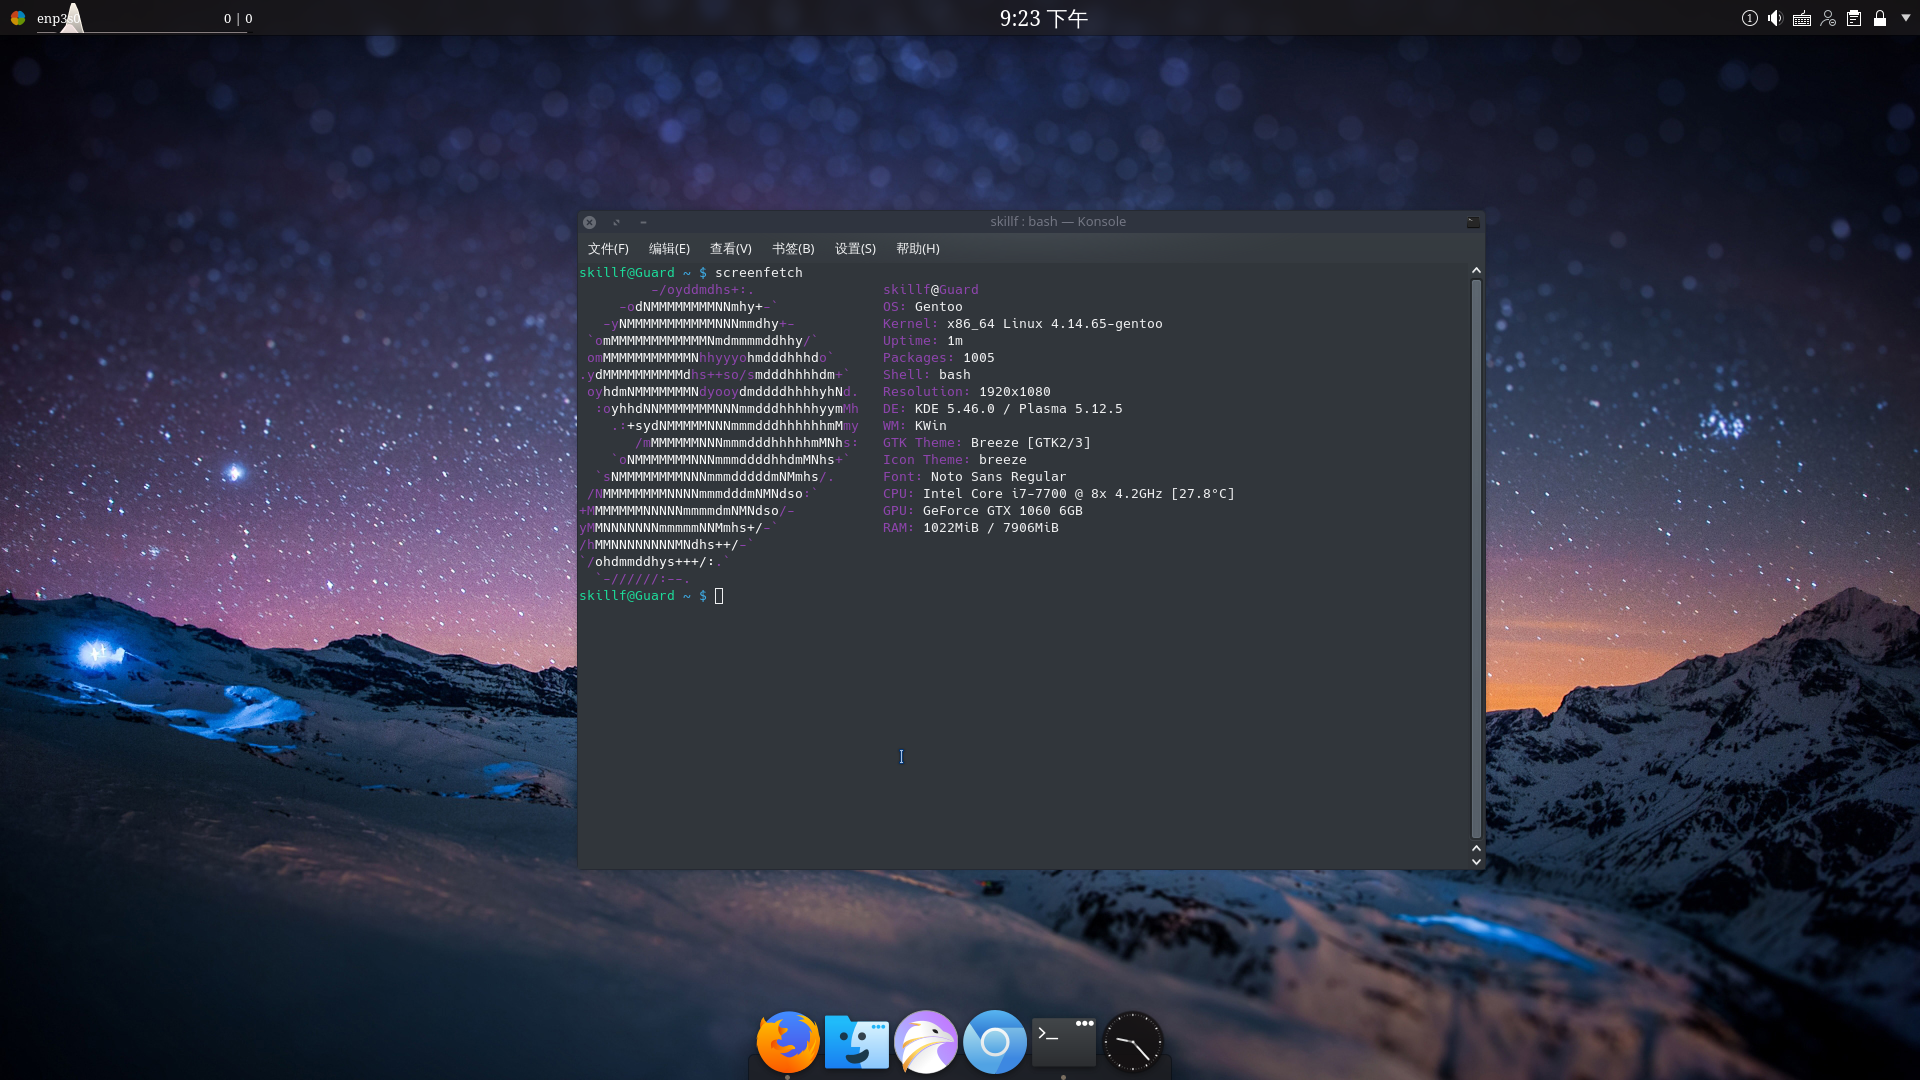 enp3s0 0 | 0 9:23 下午
skillf : bash — Konsole
文件(F) 编辑(E) 查看(V) 书签(B) 设置(S) 帮助(H)
skillf@Guard ~ $ screenfetch
-/oyddmdhs+:. skillf@Guard
-odNMMMMMMMMNNmhy+-` OS: Gentoo
-yNMMMMMMMMMMMNNNmmdhy+- Kernel: x86_64 Linux 4.14.65-gentoo
`omMMMMMMMMMMMMNmdmmmmddhhy/` Uptime: 1m
omMMMMMMMMMMMNhhyyyohmdddhhhdo` Packages: 1005
.ydMMMMMMMMMMdhs++so/smdddhhhhdm+` Shell: bash
oyhdmNMMMMMMMNdyooydmddddhhhhyhNd. Resolution: 1920x1080
:oyhhdNNMMMMMMMNNNmmdddhhhhhyymMh DE: KDE 5.46.0 / Plasma 5.12.5
.:+sydNMMMMMNNNmmmdddhhhhhhmMmy WM: KWin
/mMMMMMMNNNmmmdddhhhhhmMNhs: GTK Theme: Breeze [GTK2/3]
`oNMMMMMMMNNNmmmddddhhdmMNhs+` Icon Theme: breeze
`sNMMMMMMMMNNNmmmdddddmNMmhs/. Font: Noto Sans Regular
/NMMMMMMMMNNNNmmmdddmNMNdso:` CPU: Intel Core i7-7700 @ 8x 4.2GHz [27.8°C]
+MMMMMMMNNNNNmmmmdmNMNdso/- GPU: GeForce GTX 1060 6GB
yMMNNNNNNNmmmmmNNMmhs+/-` RAM: 1022MiB / 7906MiB
/hMMNNNNNNNNMNdhs++/-`
`/ohdmmddhys+++/:.`
`-//////:--.
skillf@Guard ~ $